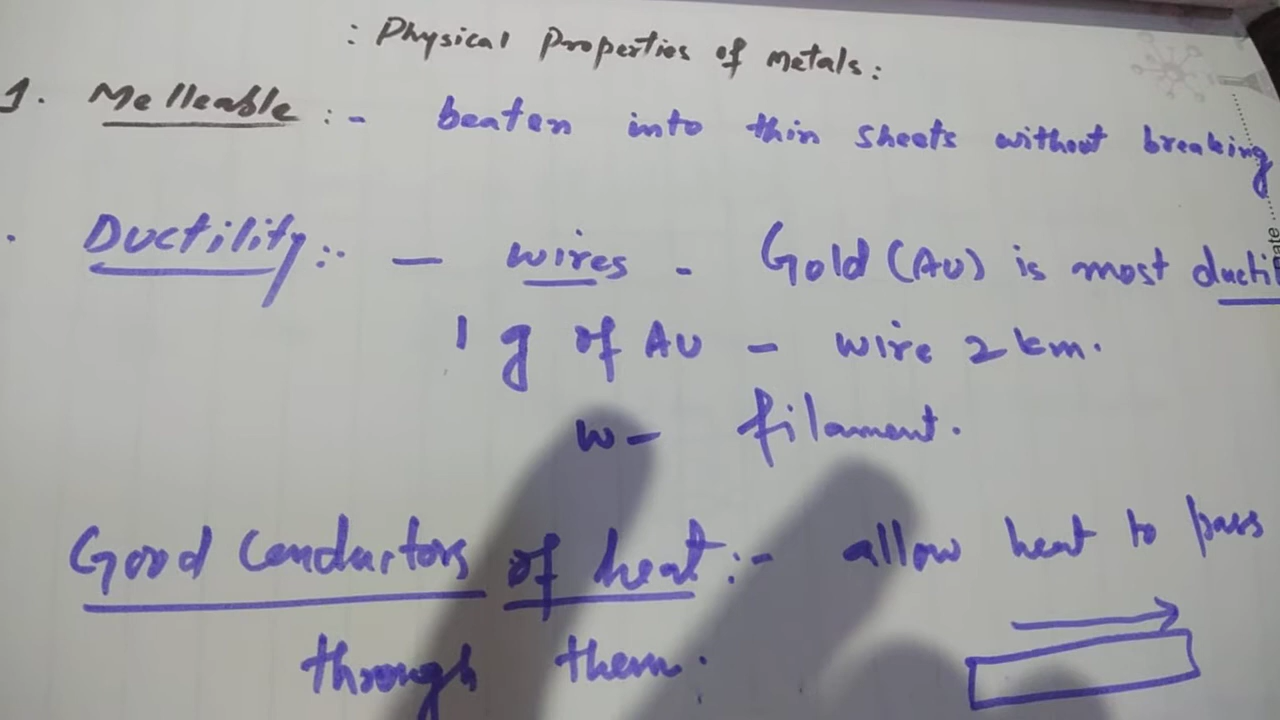 : Physical Properties of Metals:
1. Melleable :- beaten into thin sheets without breaking
. Ductility :- — wires - Gold (AU) is most ducti
1 g of AU - wire 2 km.
W - filament.
Good Conductors of heat :- allow heat to pass
through them.
ate